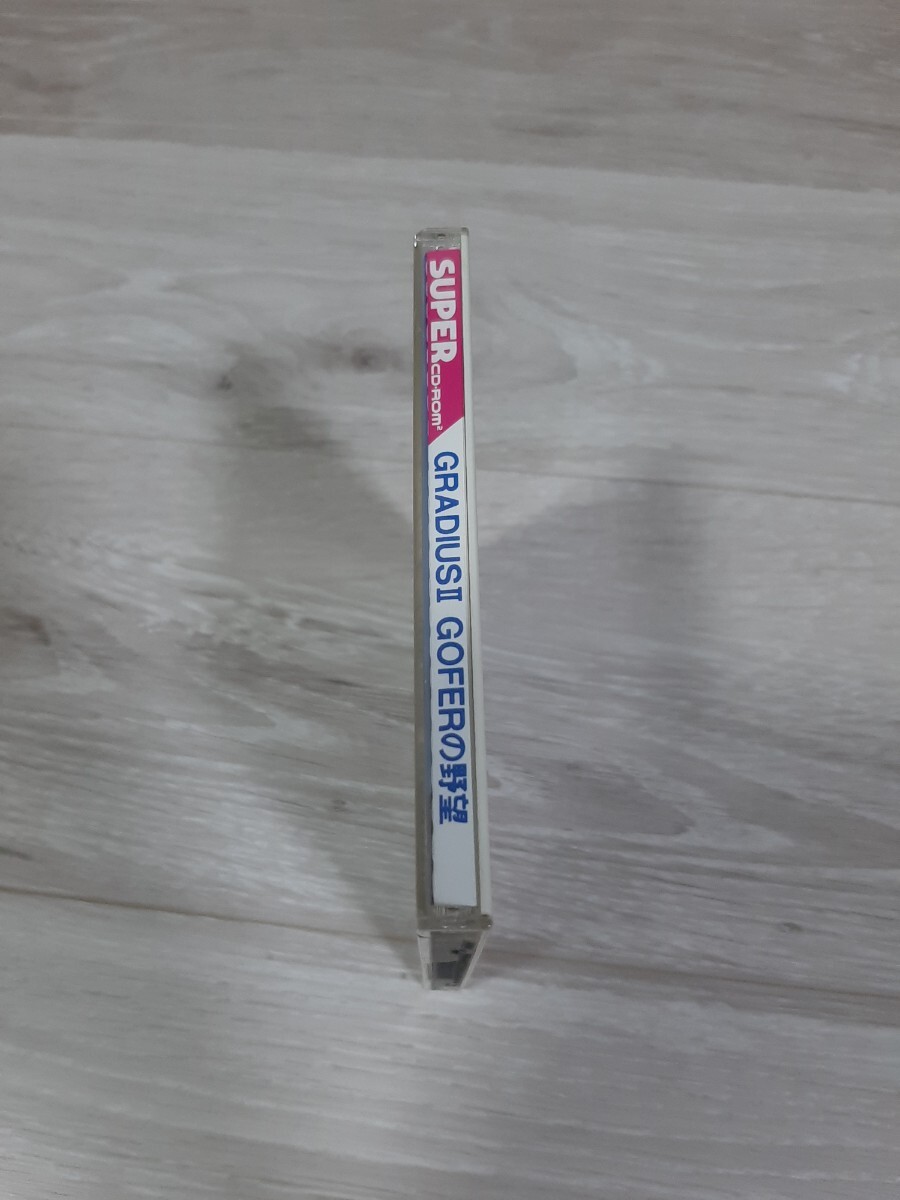 SUPER CD-ROM²
GRADIUSⅡ GOFERの野望